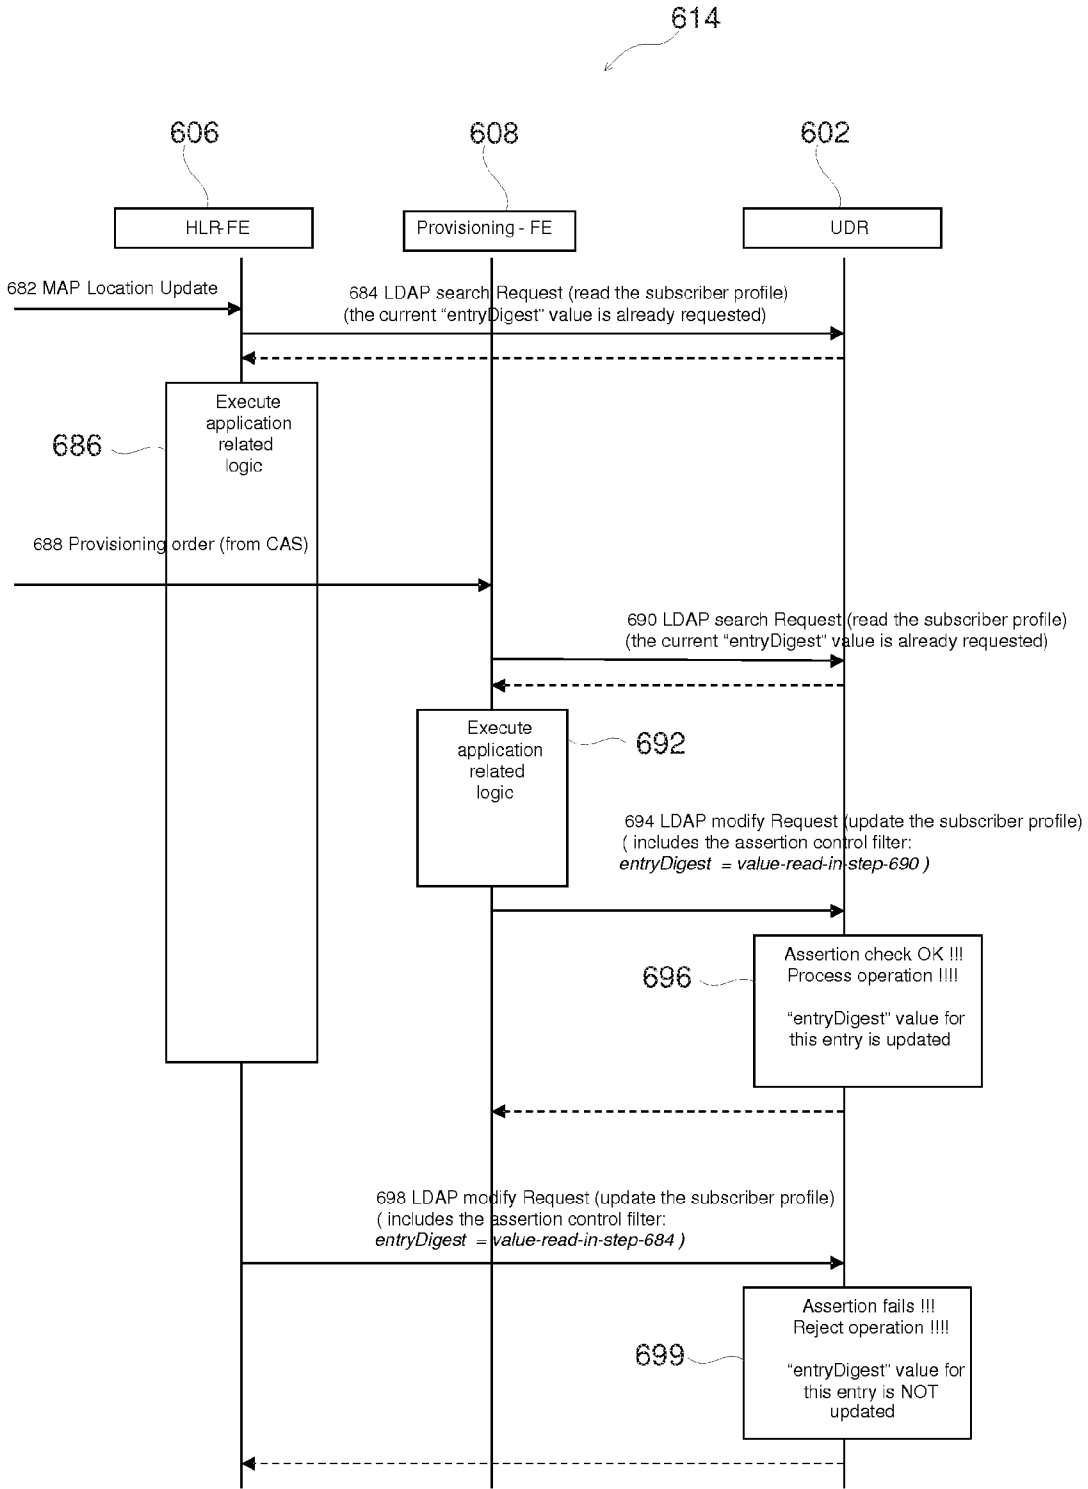 614
606
608
602
HLR-FE
Provisioning - FE
UDR
682 MAP Location Update
684 LDAP search Request (read the subscriber profile)
(the current “entryDigest” value is already requested)
Execute
application
related
logic
686
688 Provisioning order (from CAS)
690 LDAP search Request (read the subscriber profile)
(the current “entryDigest” value is already requested)
Execute
application
related
logic
692
694 LDAP modify Request (update the subscriber profile)
( includes the assertion control filter:
entryDigest = value-read-in-step-690 )
Assertion check OK !!!
Process operation !!!!
“entryDigest” value for
this entry is updated
696
698 LDAP modify Request (update the subscriber profile)
( includes the assertion control filter:
entryDigest = value-read-in-step-684 )
Assertion fails !!!
Reject operation !!!!
“entryDigest” value for
this entry is NOT
updated
699